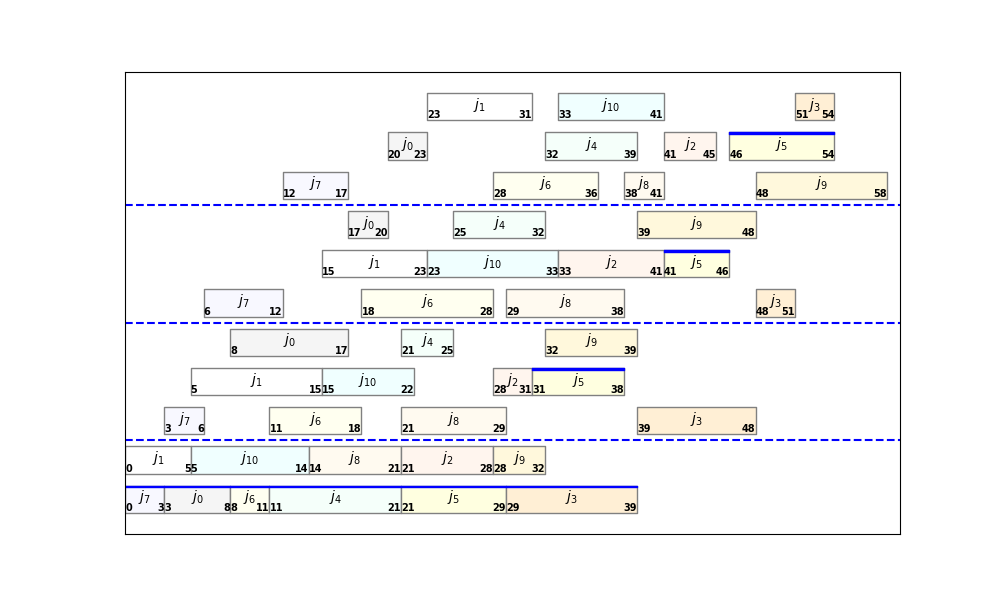 j1 23 31 j10 33 41 j3 51 54
j0 20 23 j4 32 39 j2 41 45 j5 46 54
j7 12 17 j6 28 36 j8 38 41 j9 48 58
j0 17 20 j4 25 32 j9 39 48
j1 15 23 j10 23 33 j2 33 41 j5 41 46
j7 6 12 j6 18 28 j8 29 38 j3 48 51
j0 8 17 j4 21 25 j9 32 39
j1 5 15 j10 15 22 j2 28 31 j5 31 38
j7 3 6 j6 11 18 j8 21 29 j3 39 48
j1 0 5 j10 5 14 j8 14 21 j2 21 28 j9 28 32
j7 0 3 j0 3 8 j6 8 11 j4 11 21 j5 21 29 j3 29 39